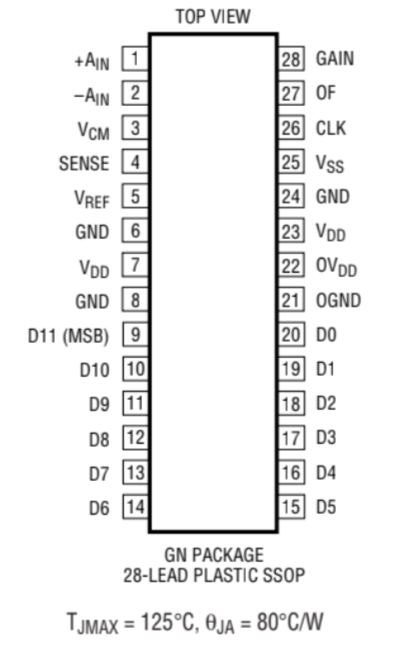 TOP VIEW
+AIN 1 28 GAIN
–AIN 2 27 OF
VCM 3 26 CLK
SENSE 4 25 VSS
VREF 5 24 GND
GND 6 23 VDD
VDD 7 22 OVDD
GND 8 21 OGND
D11 (MSB) 9 20 D0
D10 10 19 D1
D9 11 18 D2
D8 12 17 D3
D7 13 16 D4
D6 14 15 D5
GN PACKAGE
28-LEAD PLASTIC SSOP
TJMAX = 125°C, θJA = 80°C/W